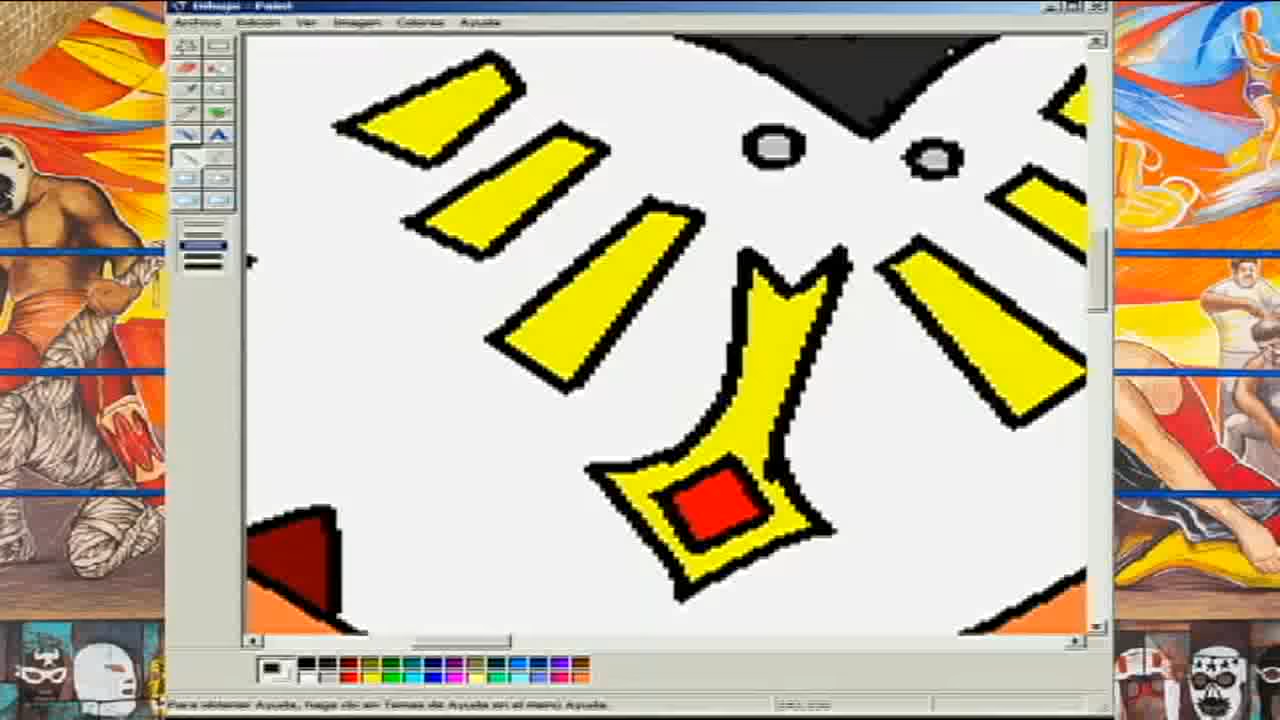 Dibujo - Paint
Archivo Edición Ver Imagen Colores Ayuda
Para obtener Ayuda, haga clic en Temas de Ayuda en el menú Ayuda.